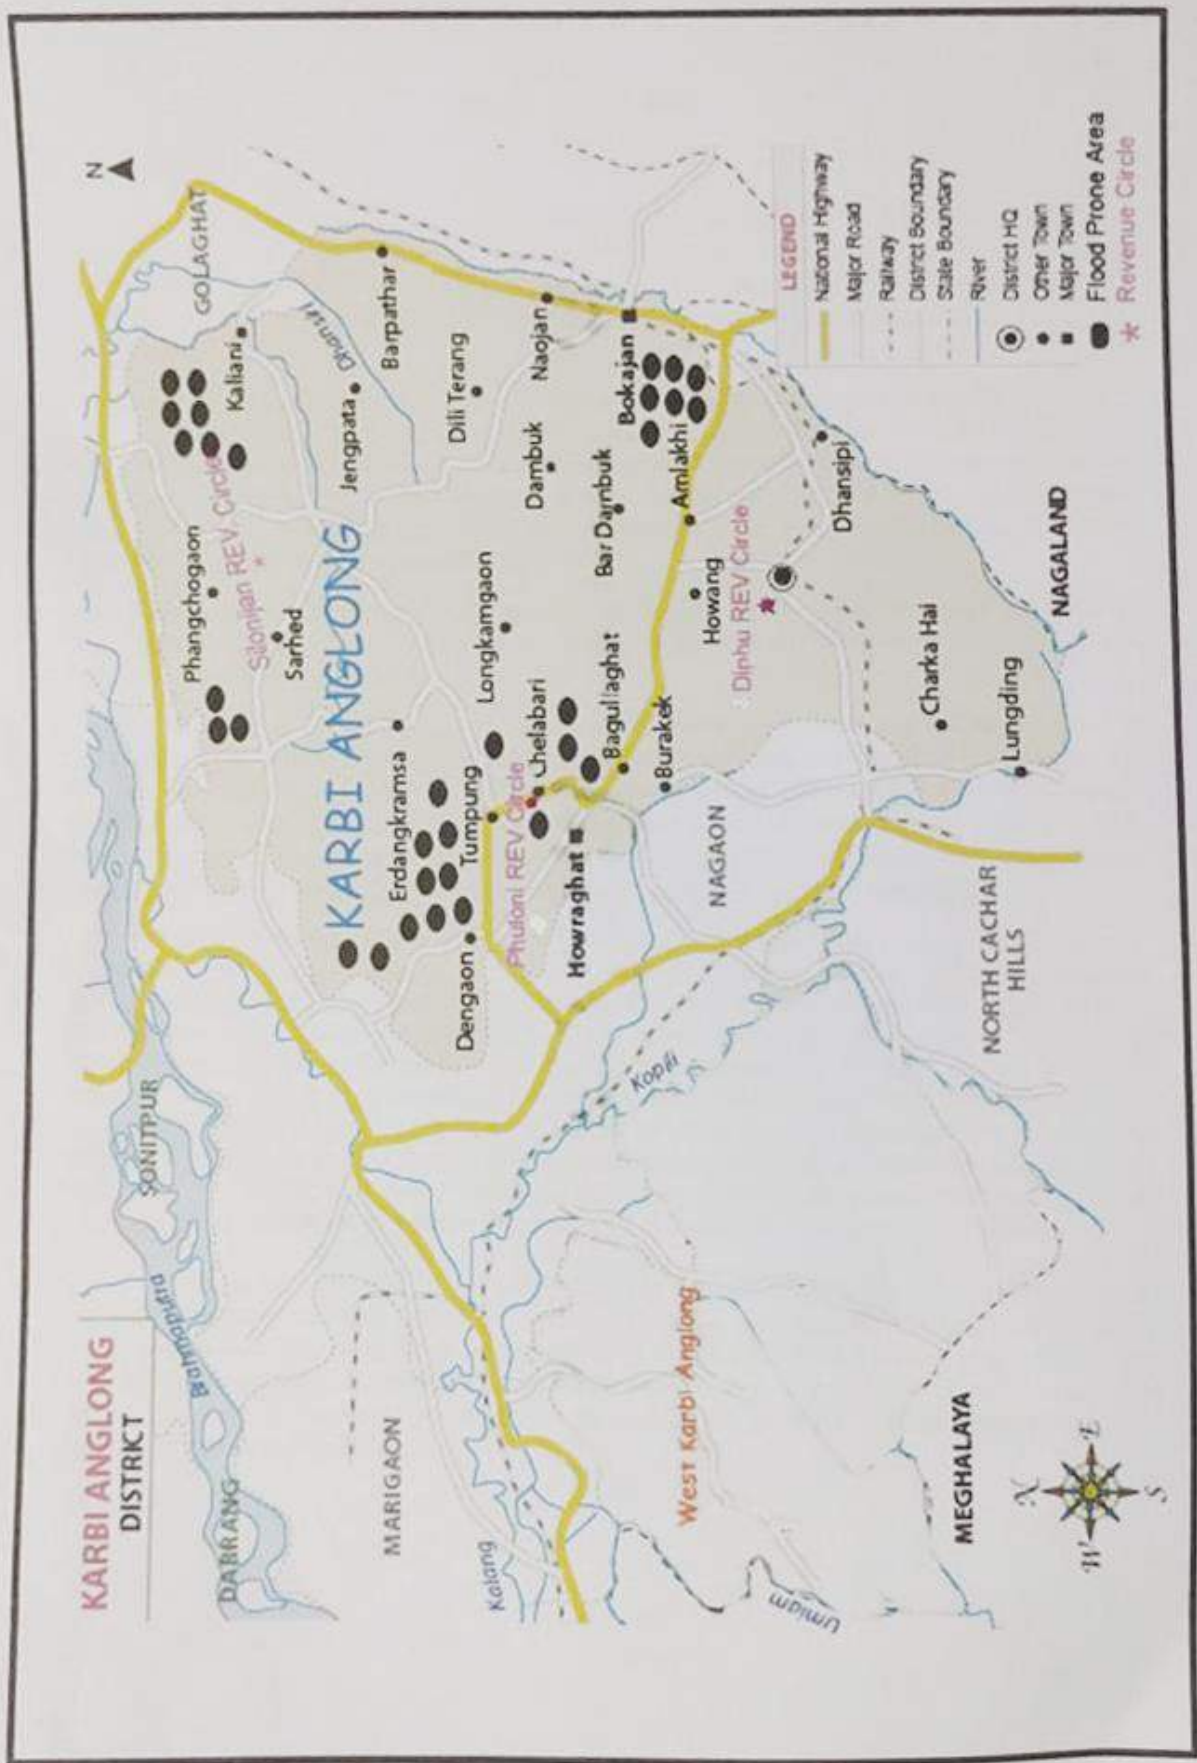 KARBI ANGLONG
DISTRICT
N
SONITPUR
GOLAGHAT
DARRANG
Brahmaputra
Phangchogaon
Kaliani
Silonijan REV Circle
Sarhed
Dhansiri
KARBI ANGLONG
Jengpata
Barpathar
MARIGAON
Erdangkramsa
Dili Terang
Dengaon
Tumpung
Longkamgaon
Kalang
Phuloni REV Circle
Chelabari
Dambuk
Naojan
Howraghat
Bagullaghat
Bar Dambuk
Bokajan
Kopili
Burakek
Amlakhi
West Karbi Anglong
NAGAON
Howang
Diphu REV Circle
Umiam
Dhansipi
Charka Hai
MEGHALAYA
NORTH CACHAR
HILLS
Lungding
NAGALAND
LEGEND
National Highway
Major Road
Railway
District Boundary
State Boundary
River
District HQ
Other Town
Major Town
Flood Prone Area
Revenue Circle
N
W
E
S